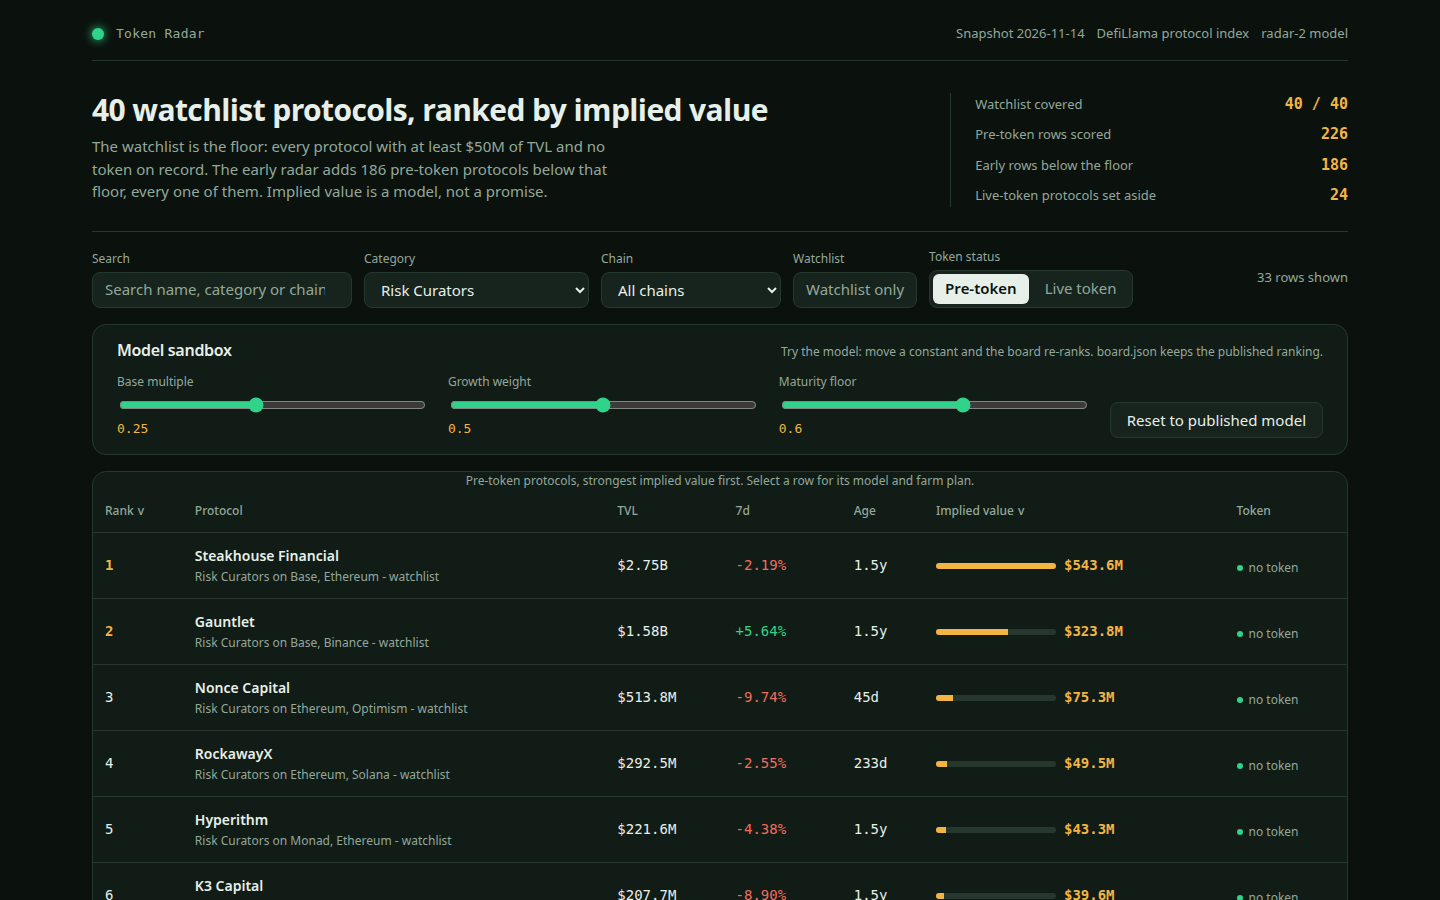 Token Radar
Snapshot 2026-11-14 DefiLlama protocol index radar-2 model
40 watchlist protocols, ranked by implied value
The watchlist is the floor: every protocol with at least $50M of TVL and no
token on record. The early radar adds 186 pre-token protocols below that
floor, every one of them. Implied value is a model, not a promise.
Watchlist covered 40 / 40
Pre-token rows scored 226
Early rows below the floor 186
Live-token protocols set aside 24
Search Category Chain Watchlist Token status
Search name, category or chain Risk Curators All chains Watchlist only Pre-token Live token 33 rows shown
Model sandbox Try the model: move a constant and the board re-ranks. board.json keeps the published ranking.
Base multiple Growth weight Maturity floor
0.25 0.5 0.6 Reset to published model
Pre-token protocols, strongest implied value first. Select a row for its model and farm plan.
Rank v Protocol TVL 7d Age Implied value v Token
1 Steakhouse Financial $2.75B -2.19% 1.5y $543.6M no token
Risk Curators on Base, Ethereum - watchlist
2 Gauntlet $1.58B +5.64% 1.5y $323.8M no token
Risk Curators on Base, Binance - watchlist
3 Nonce Capital $513.8M -9.74% 45d $75.3M no token
Risk Curators on Ethereum, Optimism - watchlist
4 RockawayX $292.5M -2.55% 233d $49.5M no token
Risk Curators on Ethereum, Solana - watchlist
5 Hyperithm $221.6M -4.38% 1.5y $43.3M no token
Risk Curators on Monad, Ethereum - watchlist
6 K3 Capital $207.7M -8.90% 1.5y $39.6M no token